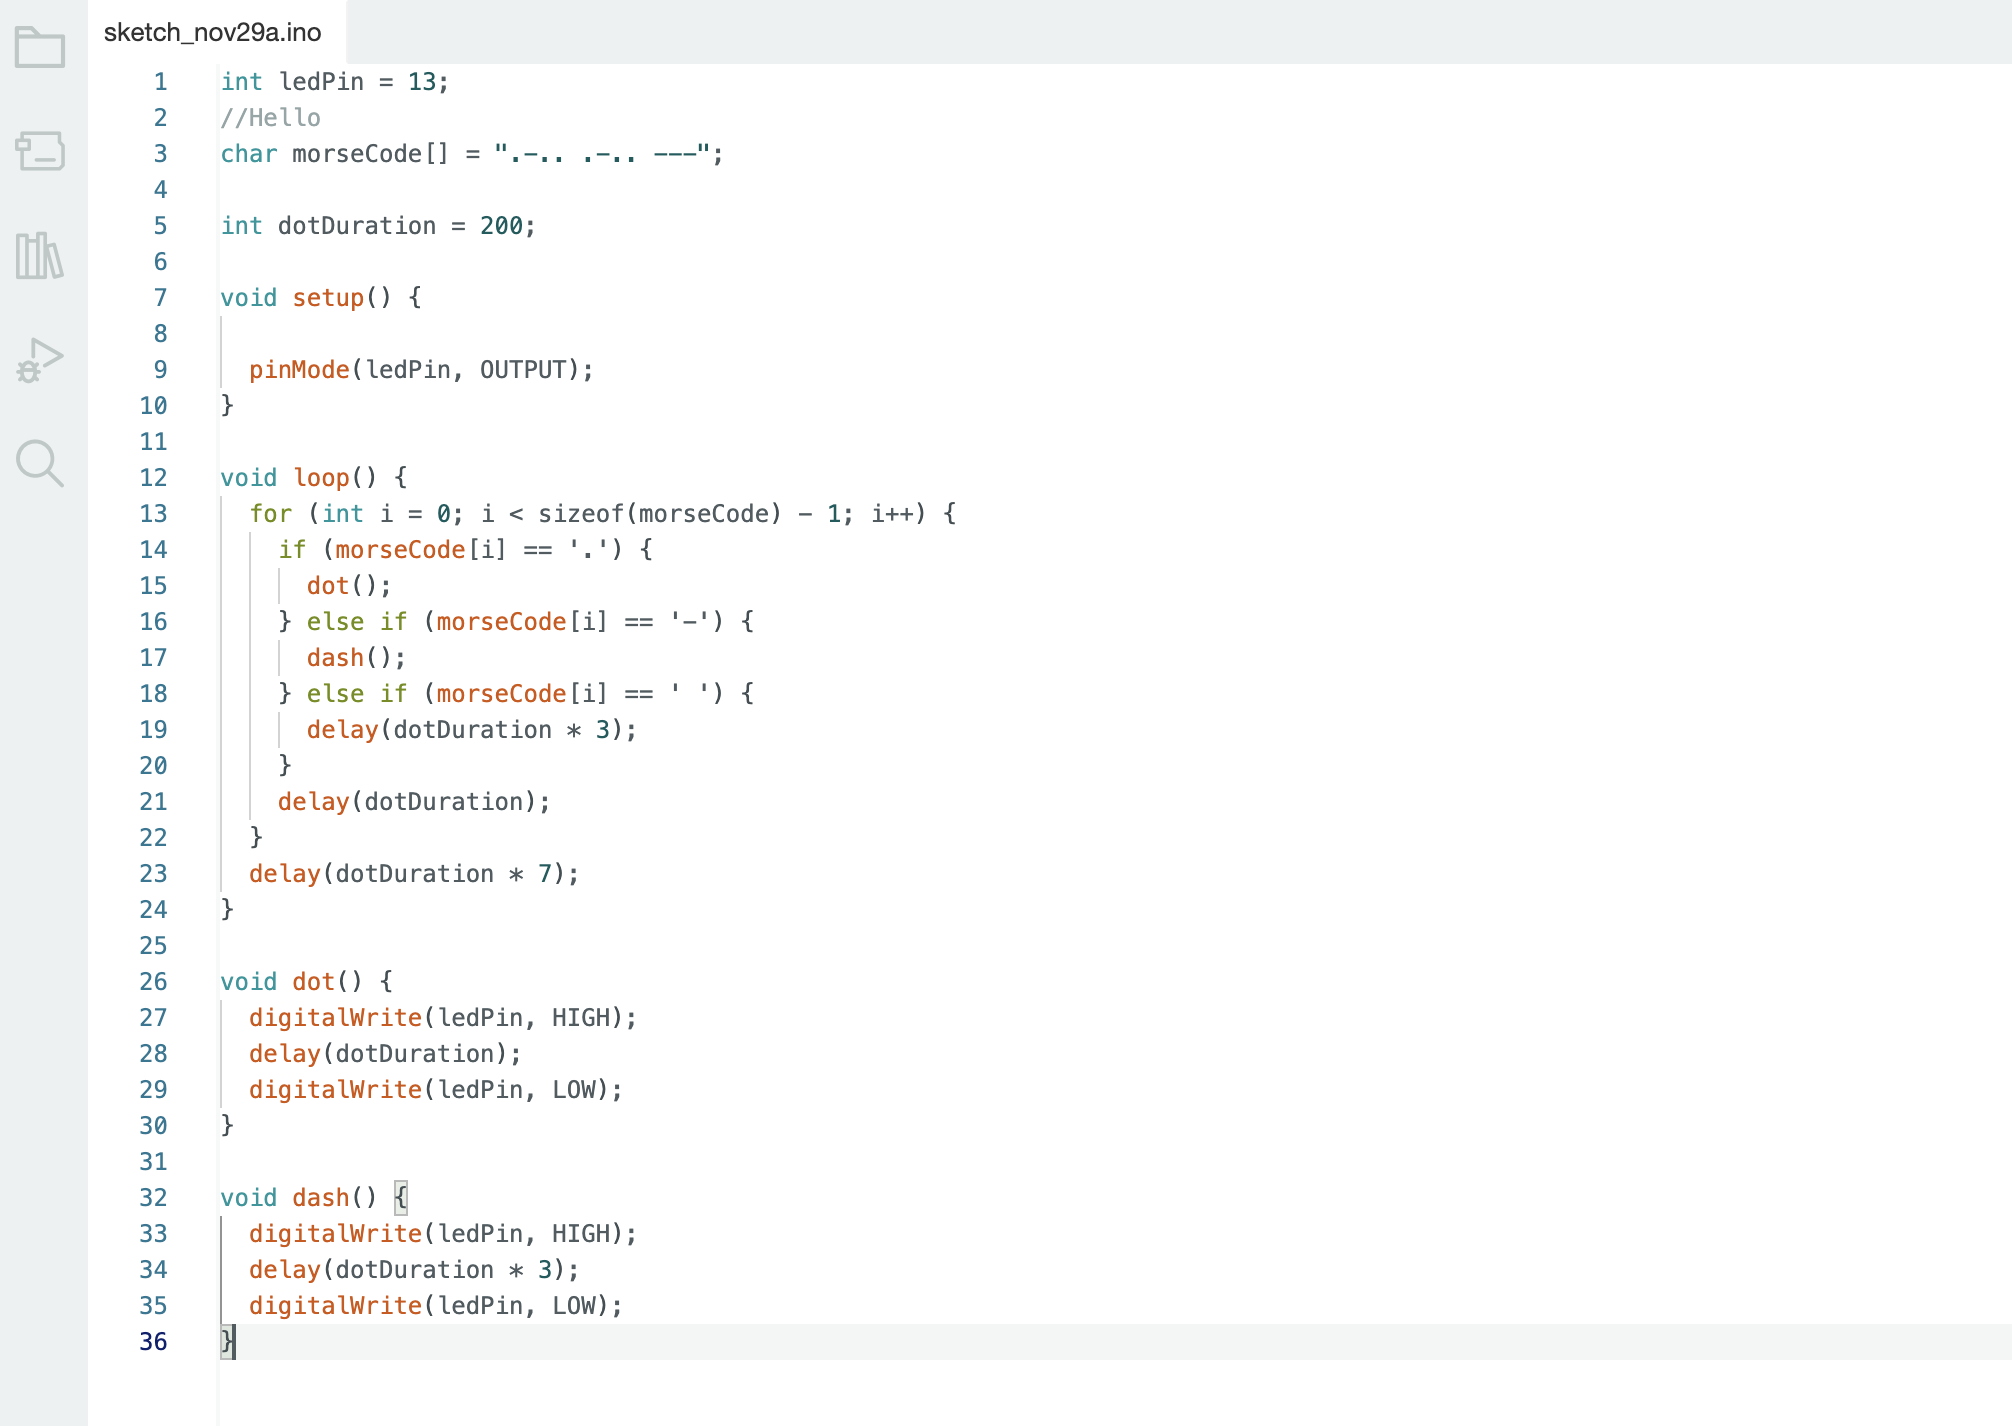 sketch_nov29a.ino
1 int ledPin = 13;
2 //Hello
3 char morseCode[] = ".-.. .-.. ---";
4
5 int dotDuration = 200;
6
7 void setup() {
8
9   pinMode(ledPin, OUTPUT);
10 }
11
12 void loop() {
13   for (int i = 0; i < sizeof(morseCode) - 1; i++) {
14     if (morseCode[i] == '.') {
15       dot();
16     } else if (morseCode[i] == '-') {
17       dash();
18     } else if (morseCode[i] == ' ') {
19       delay(dotDuration * 3);
20     }
21     delay(dotDuration);
22   }
23   delay(dotDuration * 7);
24 }
25
26 void dot() {
27   digitalWrite(ledPin, HIGH);
28   delay(dotDuration);
29   digitalWrite(ledPin, LOW);
30 }
31
32 void dash() {
33   digitalWrite(ledPin, HIGH);
34   delay(dotDuration * 3);
35   digitalWrite(ledPin, LOW);
36 }